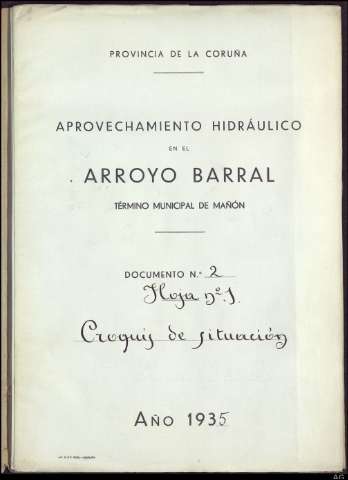 PROVINCIA DE LA CORUÑA
APROVECHAMIENTO HIDRÁULICO
EN EL
ARROYO BARRAL
TÉRMINO MUNICIPAL DE MAÑÓN
DOCUMENTO N.º 2
Hoja nº 1.
Croquis de situación
AÑO 1935
AG